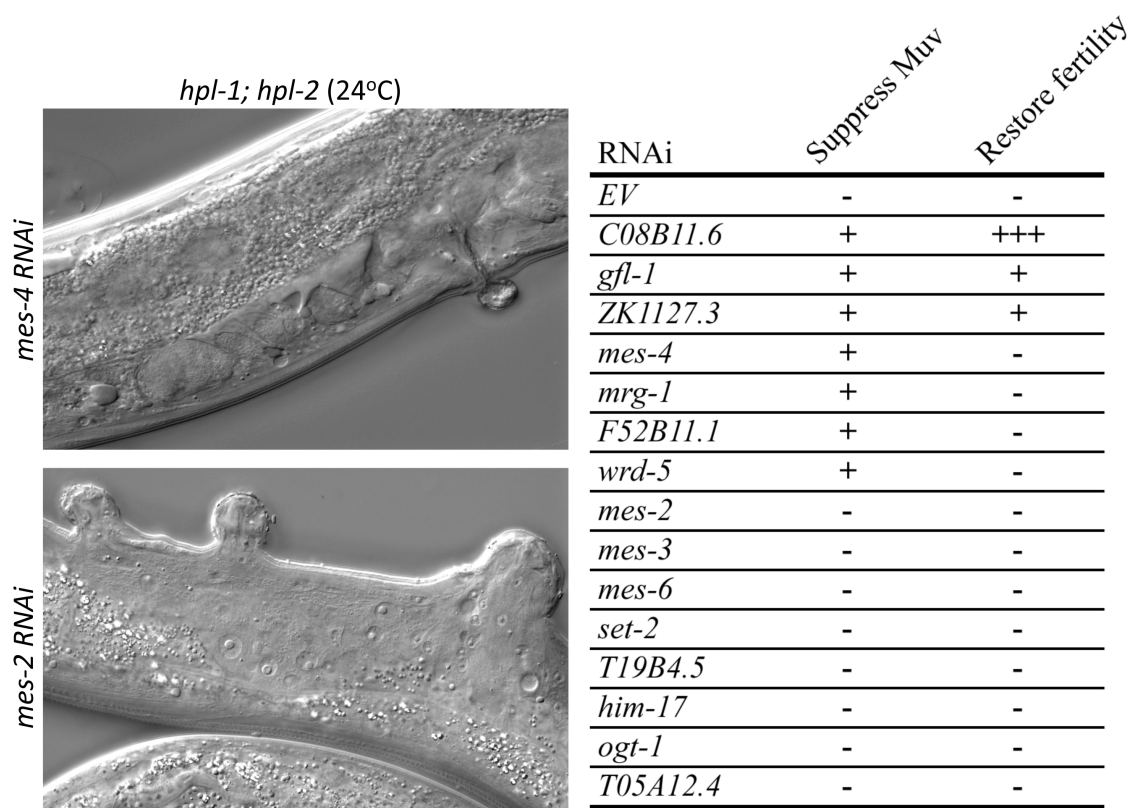 hpl-1; hpl-2 (24°C)
mes-4 RNAi
mes-2 RNAi
RNAi Suppress Muv Restore fertility
EV - -
C08B11.6 + +++
gfl-1 + +
ZK1127.3 + +
mes-4 + -
mrg-1 + -
F52B11.1 + -
wrd-5 + -
mes-2 - -
mes-3 - -
mes-6 - -
set-2 - -
T19B4.5 - -
him-17 - -
ogt-1 - -
T05A12.4 - -